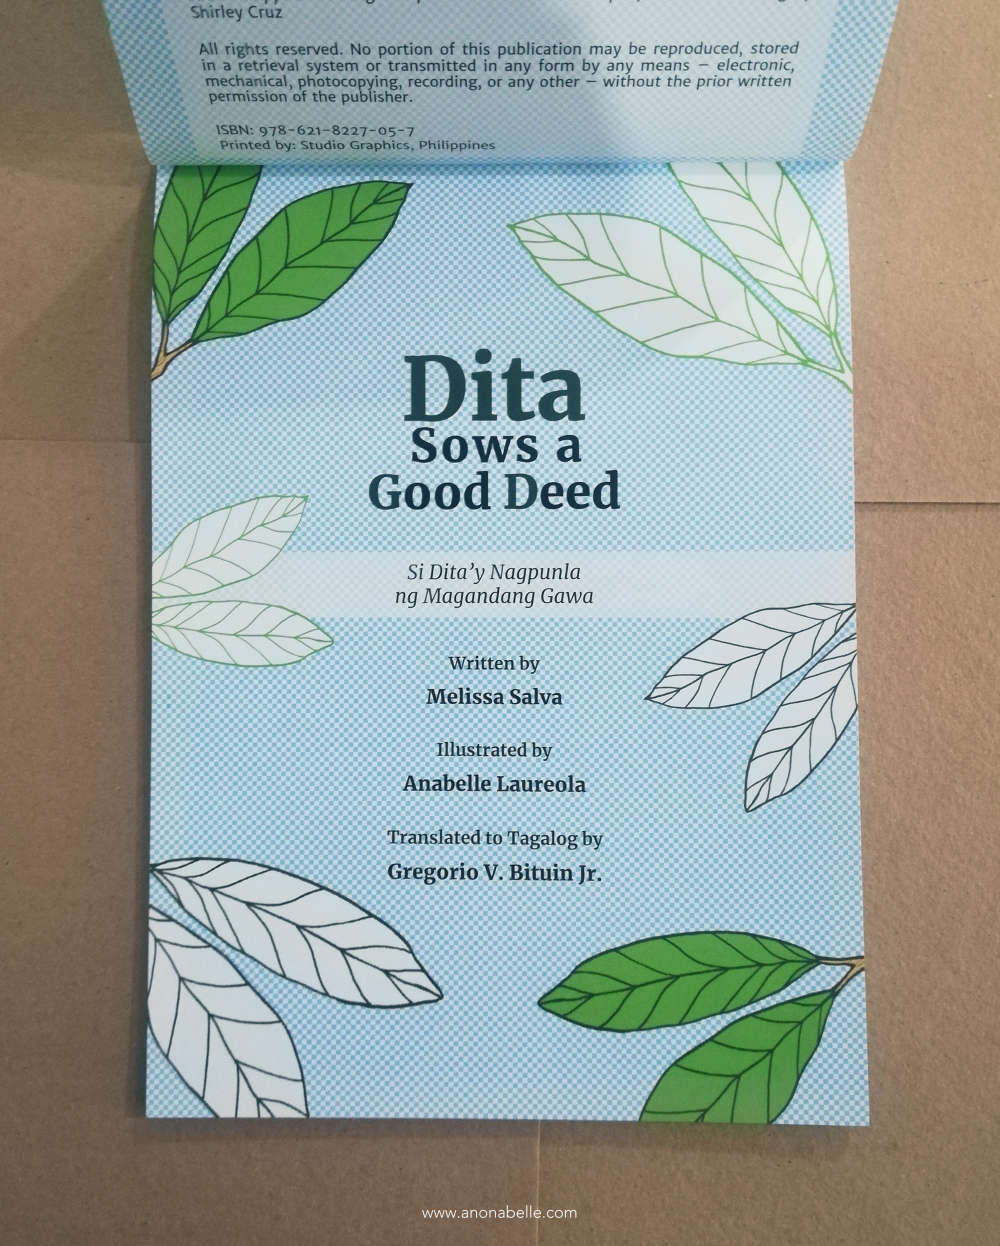 Shirley Cruz
All rights reserved. No portion of this publication may be reproduced, stored
in a retrieval system or transmitted in any form by any means – electronic,
mechanical, photocopying, recording, or any other – without the prior written
permission of the publisher.
ISBN: 978-621-8227-05-7
Printed by: Studio Graphics, Philippines
Dita
Sows a
Good Deed
Si Dita’y Nagpunla
ng Magandang Gawa
Written by
Melissa Salva
Illustrated by
Anabelle Laureola
Translated to Tagalog by
Gregorio V. Bituin Jr.
www.anonabelle.com